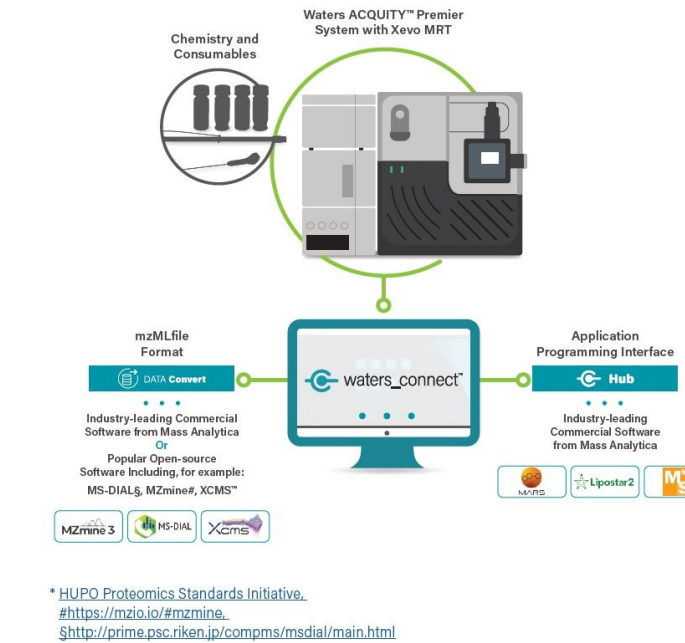 Waters ACQUITY™ Premier
System with Xevo MRT
Chemistry and
Consumables
mzMLfile
Format
DATA Convert
Industry-leading Commercial
Software from Mass Analytica
Or
Popular Open-source
Software Including, for example:
MS-DIAL§, MZmine#, XCMS™
MZmine 3
MS-DIAL
XCMS
waters_connect™
Application
Programming Interface
Hub
Industry-leading
Commercial Software
from Mass Analytica
MARS
Lipostar2
* HUPO Proteomics Standards Initiative,
#https://mzio.io/#mzmine,
§http://prime.psc.riken.jp/compms/msdial/main.html